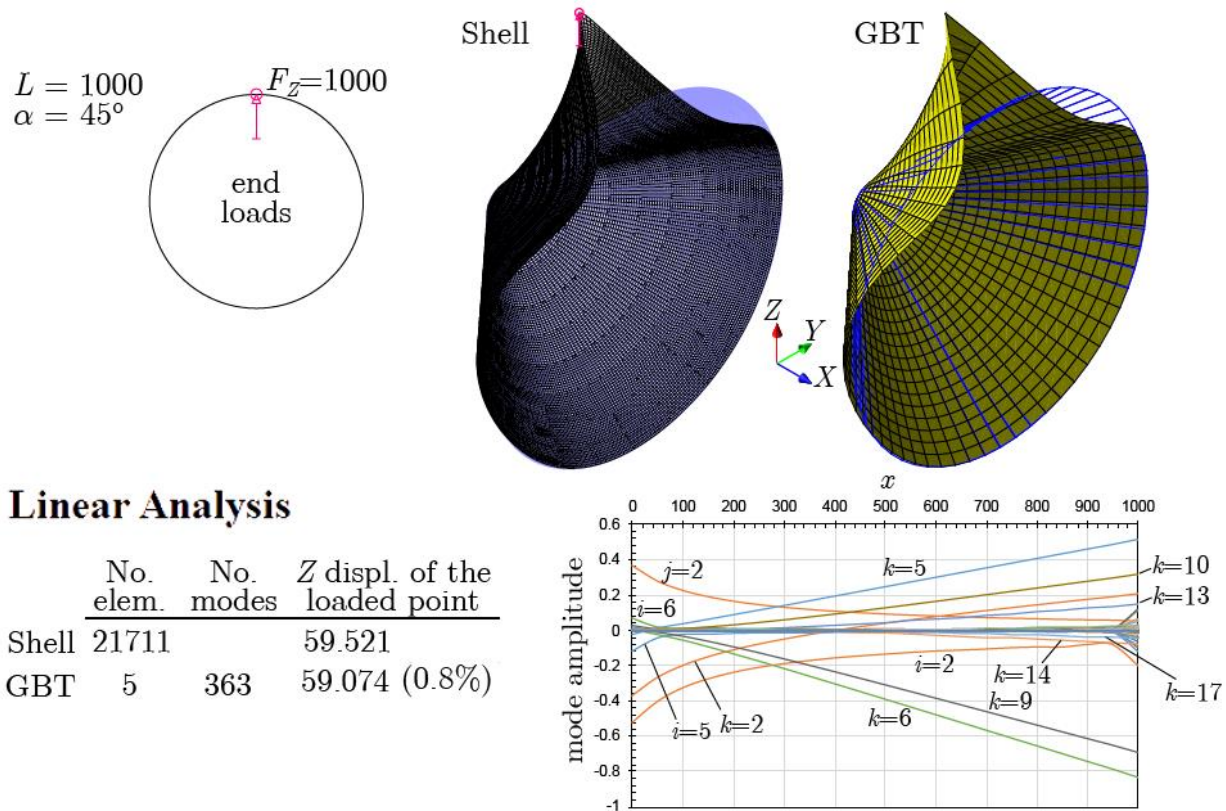 Shell
GBT
L = 1000
α = 45°
F_Z=1000
end
loads
Z
Y
X
Linear Analysis
No. elem. No. modes Z displ. of the loaded point
Shell 21711 59.521
GBT 5 363 59.074 (0.8%)
x
0 100 200 300 400 500 600 700 800 900 1000
mode amplitude
0.6
0.4
0.2
0
-0.2
-0.4
-0.6
-0.8
-1
j=2
i=6
k=5
k=10
k=13
i=5
k=2
i=2
k=14
k=17
k=9
k=6